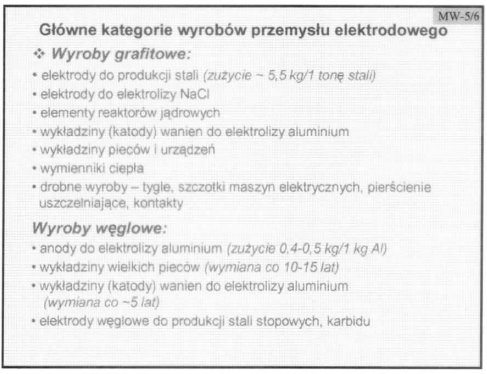 MW-5/6
Główne kategorie wyrobów przemysłu elektrodowego
❖ Wyroby grafitowe:
• elektrody do produkcji stali (zużycie ~ 5,5 kg/1 tonę stali)
• elektrody do elektrolizy NaCl
• elementy reaktorów jądrowych
• wykładziny (katody) wanien do elektrolizy aluminium
• wykładziny pieców i urządzeń
• wymienniki ciepła
• drobne wyroby – tygle, szczotki maszyn elektrycznych, pierścienie
uszczelniające, kontakty
Wyroby węglowe:
• anody do elektrolizy aluminium (zużycie 0,4-0,5 kg/1 kg Al)
• wykładziny wielkich pieców (wymiana co 10-15 lat)
• wykładziny (katody) wanien do elektrolizy aluminium
(wymiana co ~5 lat)
• elektrody węglowe do produkcji stali stopowych, karbidu